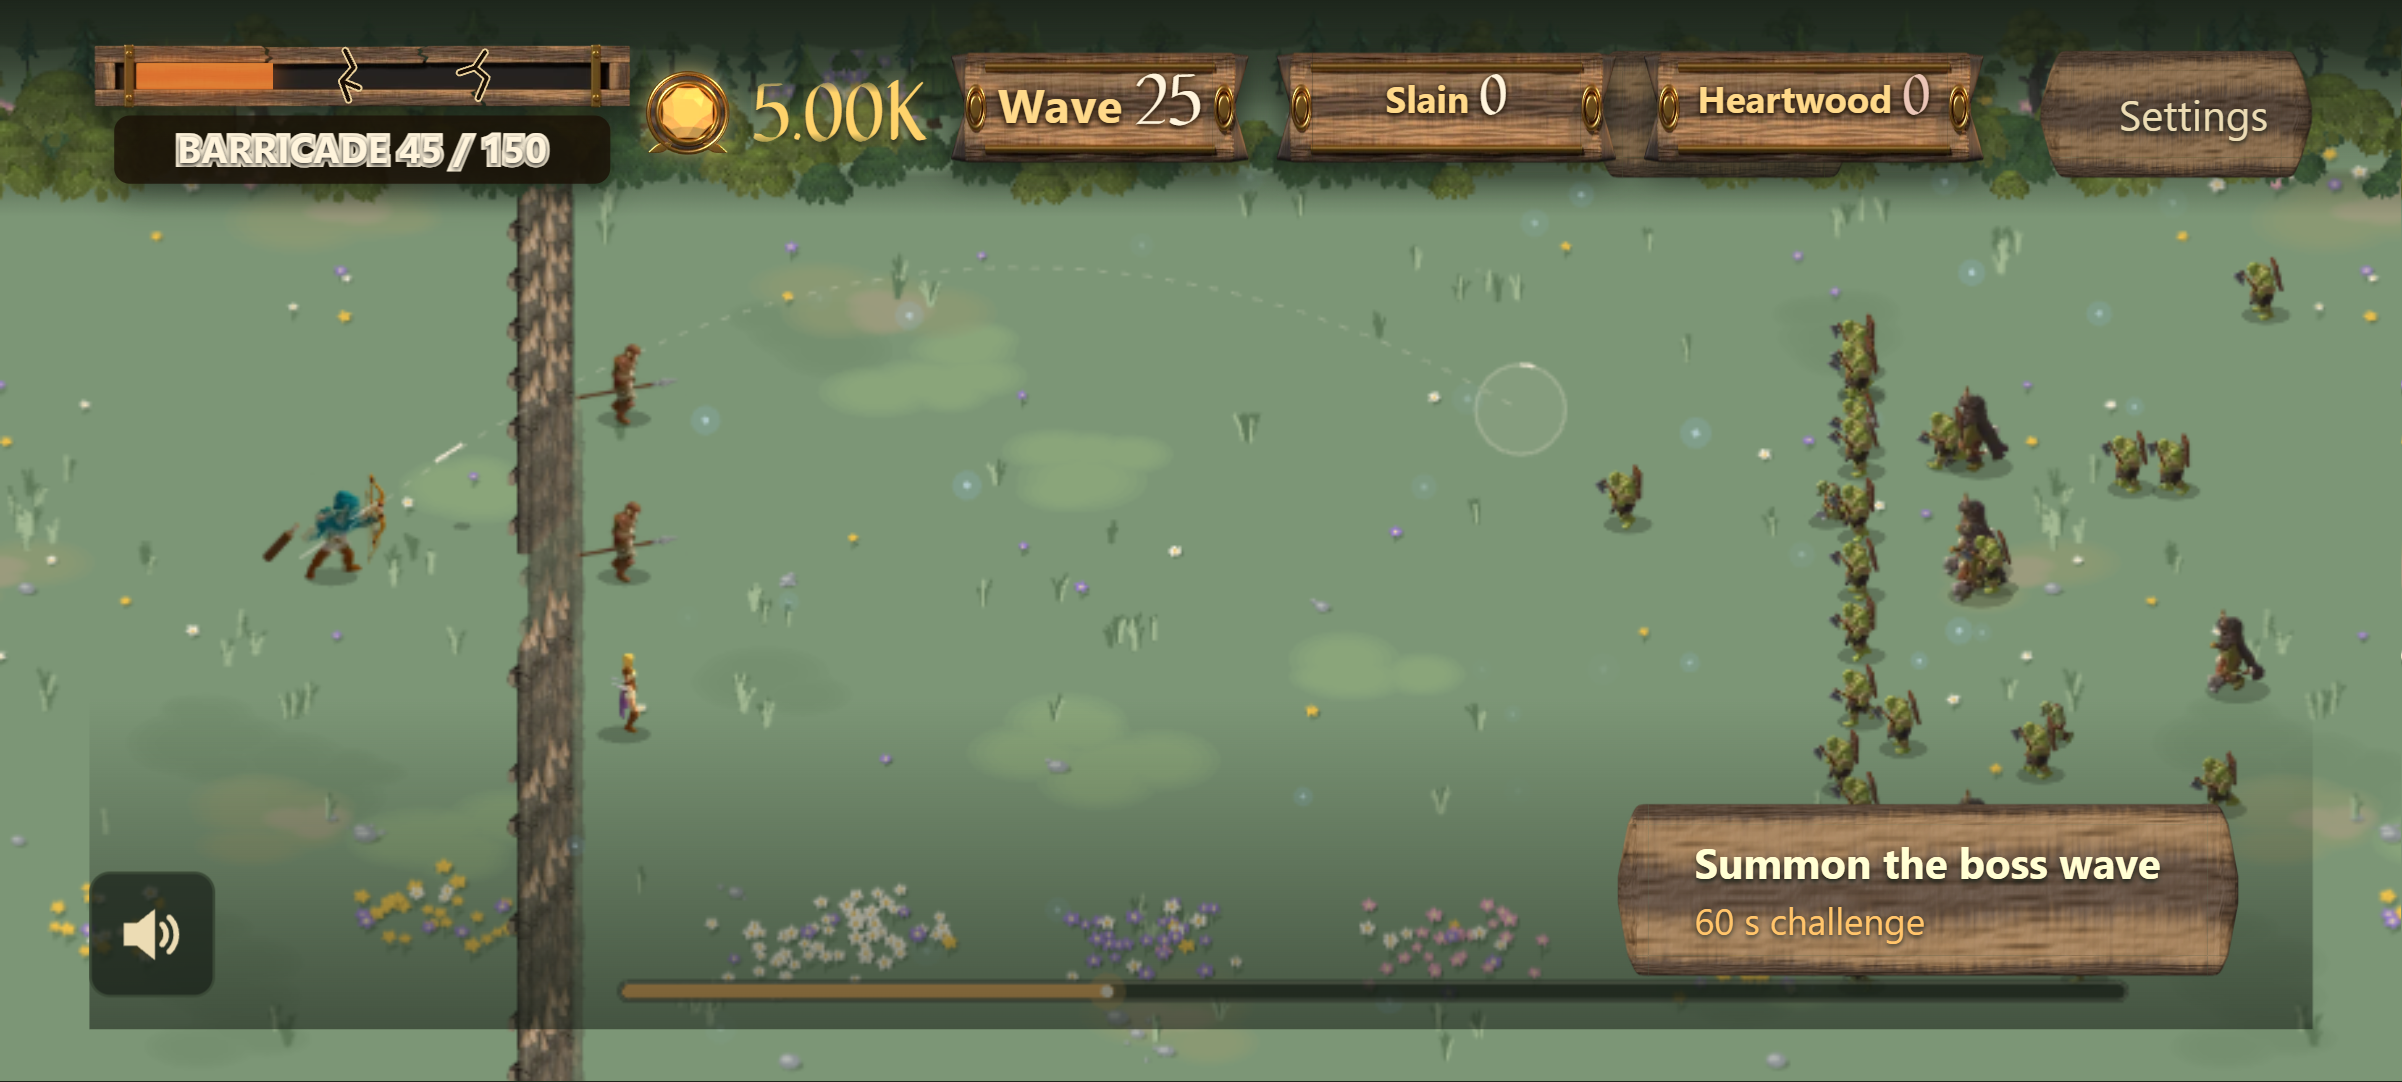 BARRICADE 45 / 150
5.00K
Wave 25
Slain 0
Heartwood 0
Settings
Summon the boss wave
60 s challenge